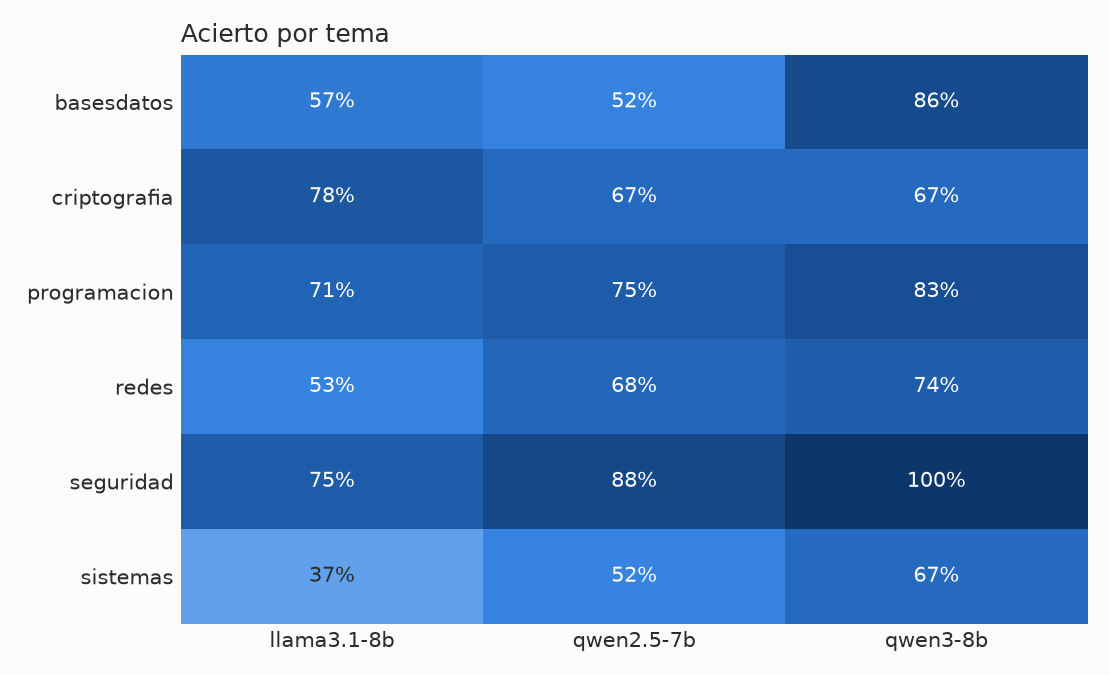 Acierto por tema
basesdatos 57% 52% 86%
criptografia 78% 67% 67%
programacion 71% 75% 83%
redes 53% 68% 74%
seguridad 75% 88% 100%
sistemas 37% 52% 67%
llama3.1-8b qwen2.5-7b qwen3-8b